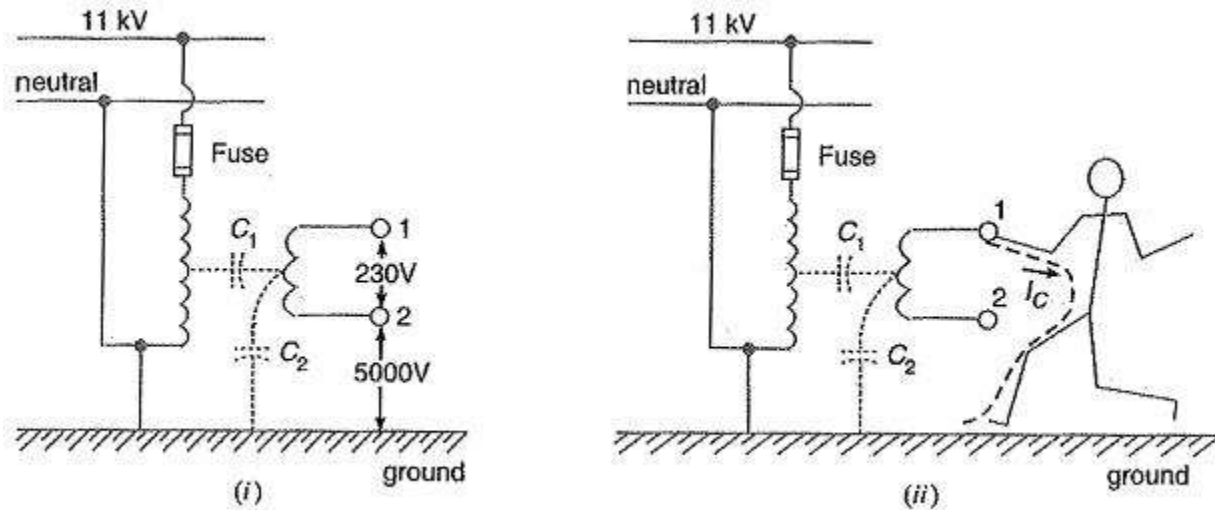 11 kV
neutral
Fuse
C1
1
230V
2
C2
5000V
ground
(i)
11 kV
neutral
Fuse
C1
1
IC
2
C2
ground
(ii)